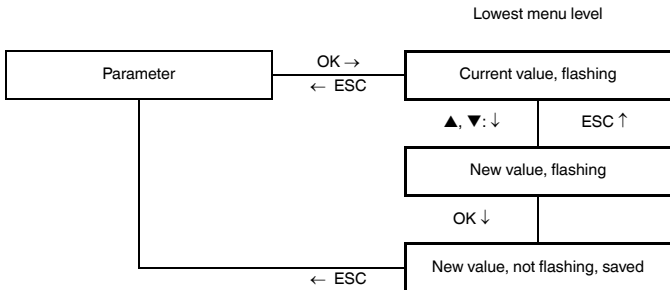 Lowest menu level
Parameter
OK →
← ESC
Current value, flashing
▲, ▼: ↓
ESC ↑
New value, flashing
OK ↓
← ESC
New value, not flashing, saved